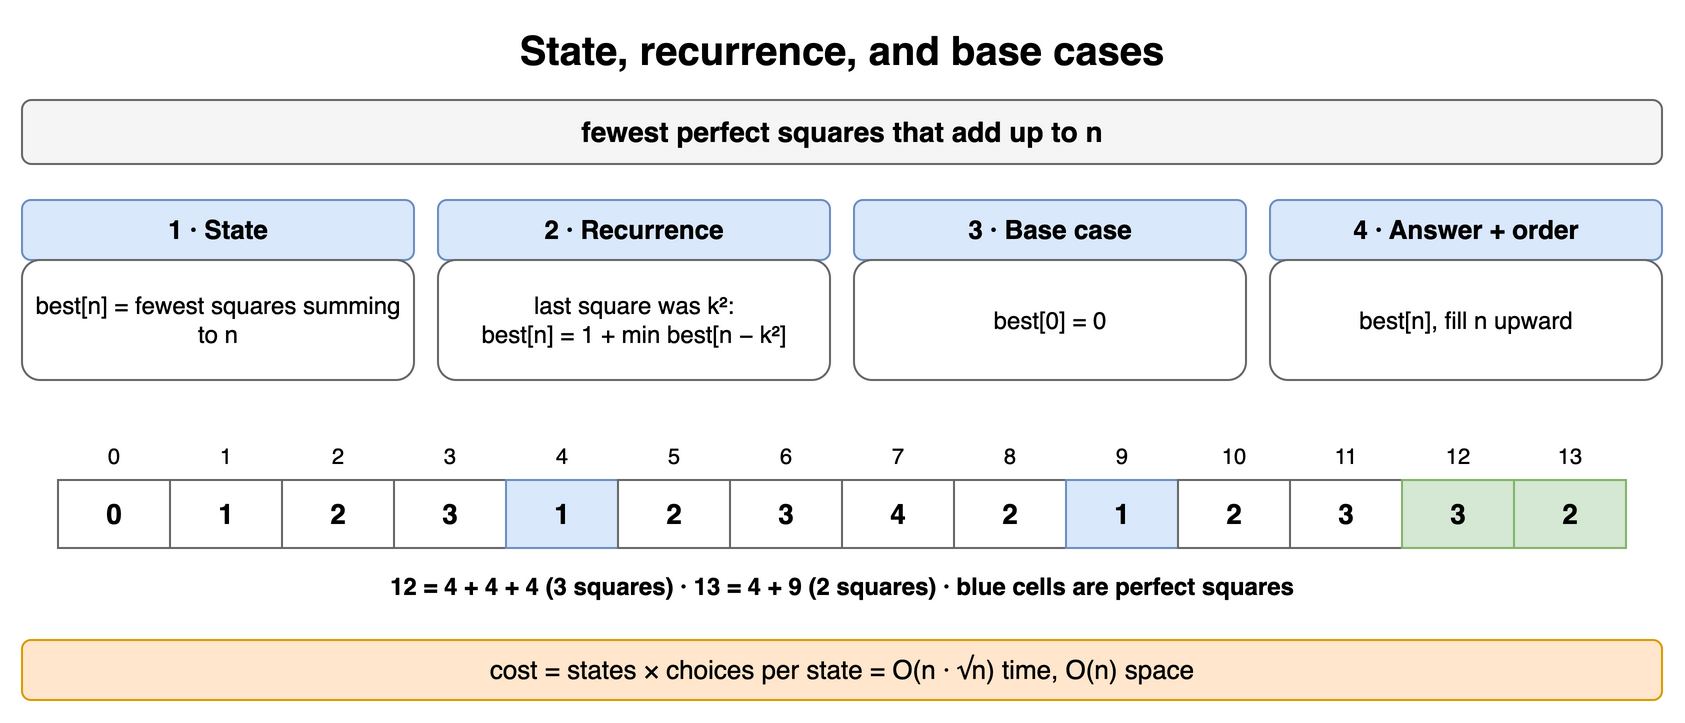 State, recurrence, and base cases
fewest perfect squares that add up to n
1 · State
best[n] = fewest squares summing
to n
2 · Recurrence
last square was k²:
best[n] = 1 + min best[n − k²]
3 · Base case
best[0] = 0
4 · Answer + order
best[n], fill n upward
0 1 2 3 4 5 6 7 8 9 10 11 12 13
0 1 2 3 1 2 3 4 2 1 2 3 3 2
12 = 4 + 4 + 4 (3 squares) · 13 = 4 + 9 (2 squares) · blue cells are perfect squares
cost = states × choices per state = O(n · √n) time, O(n) space